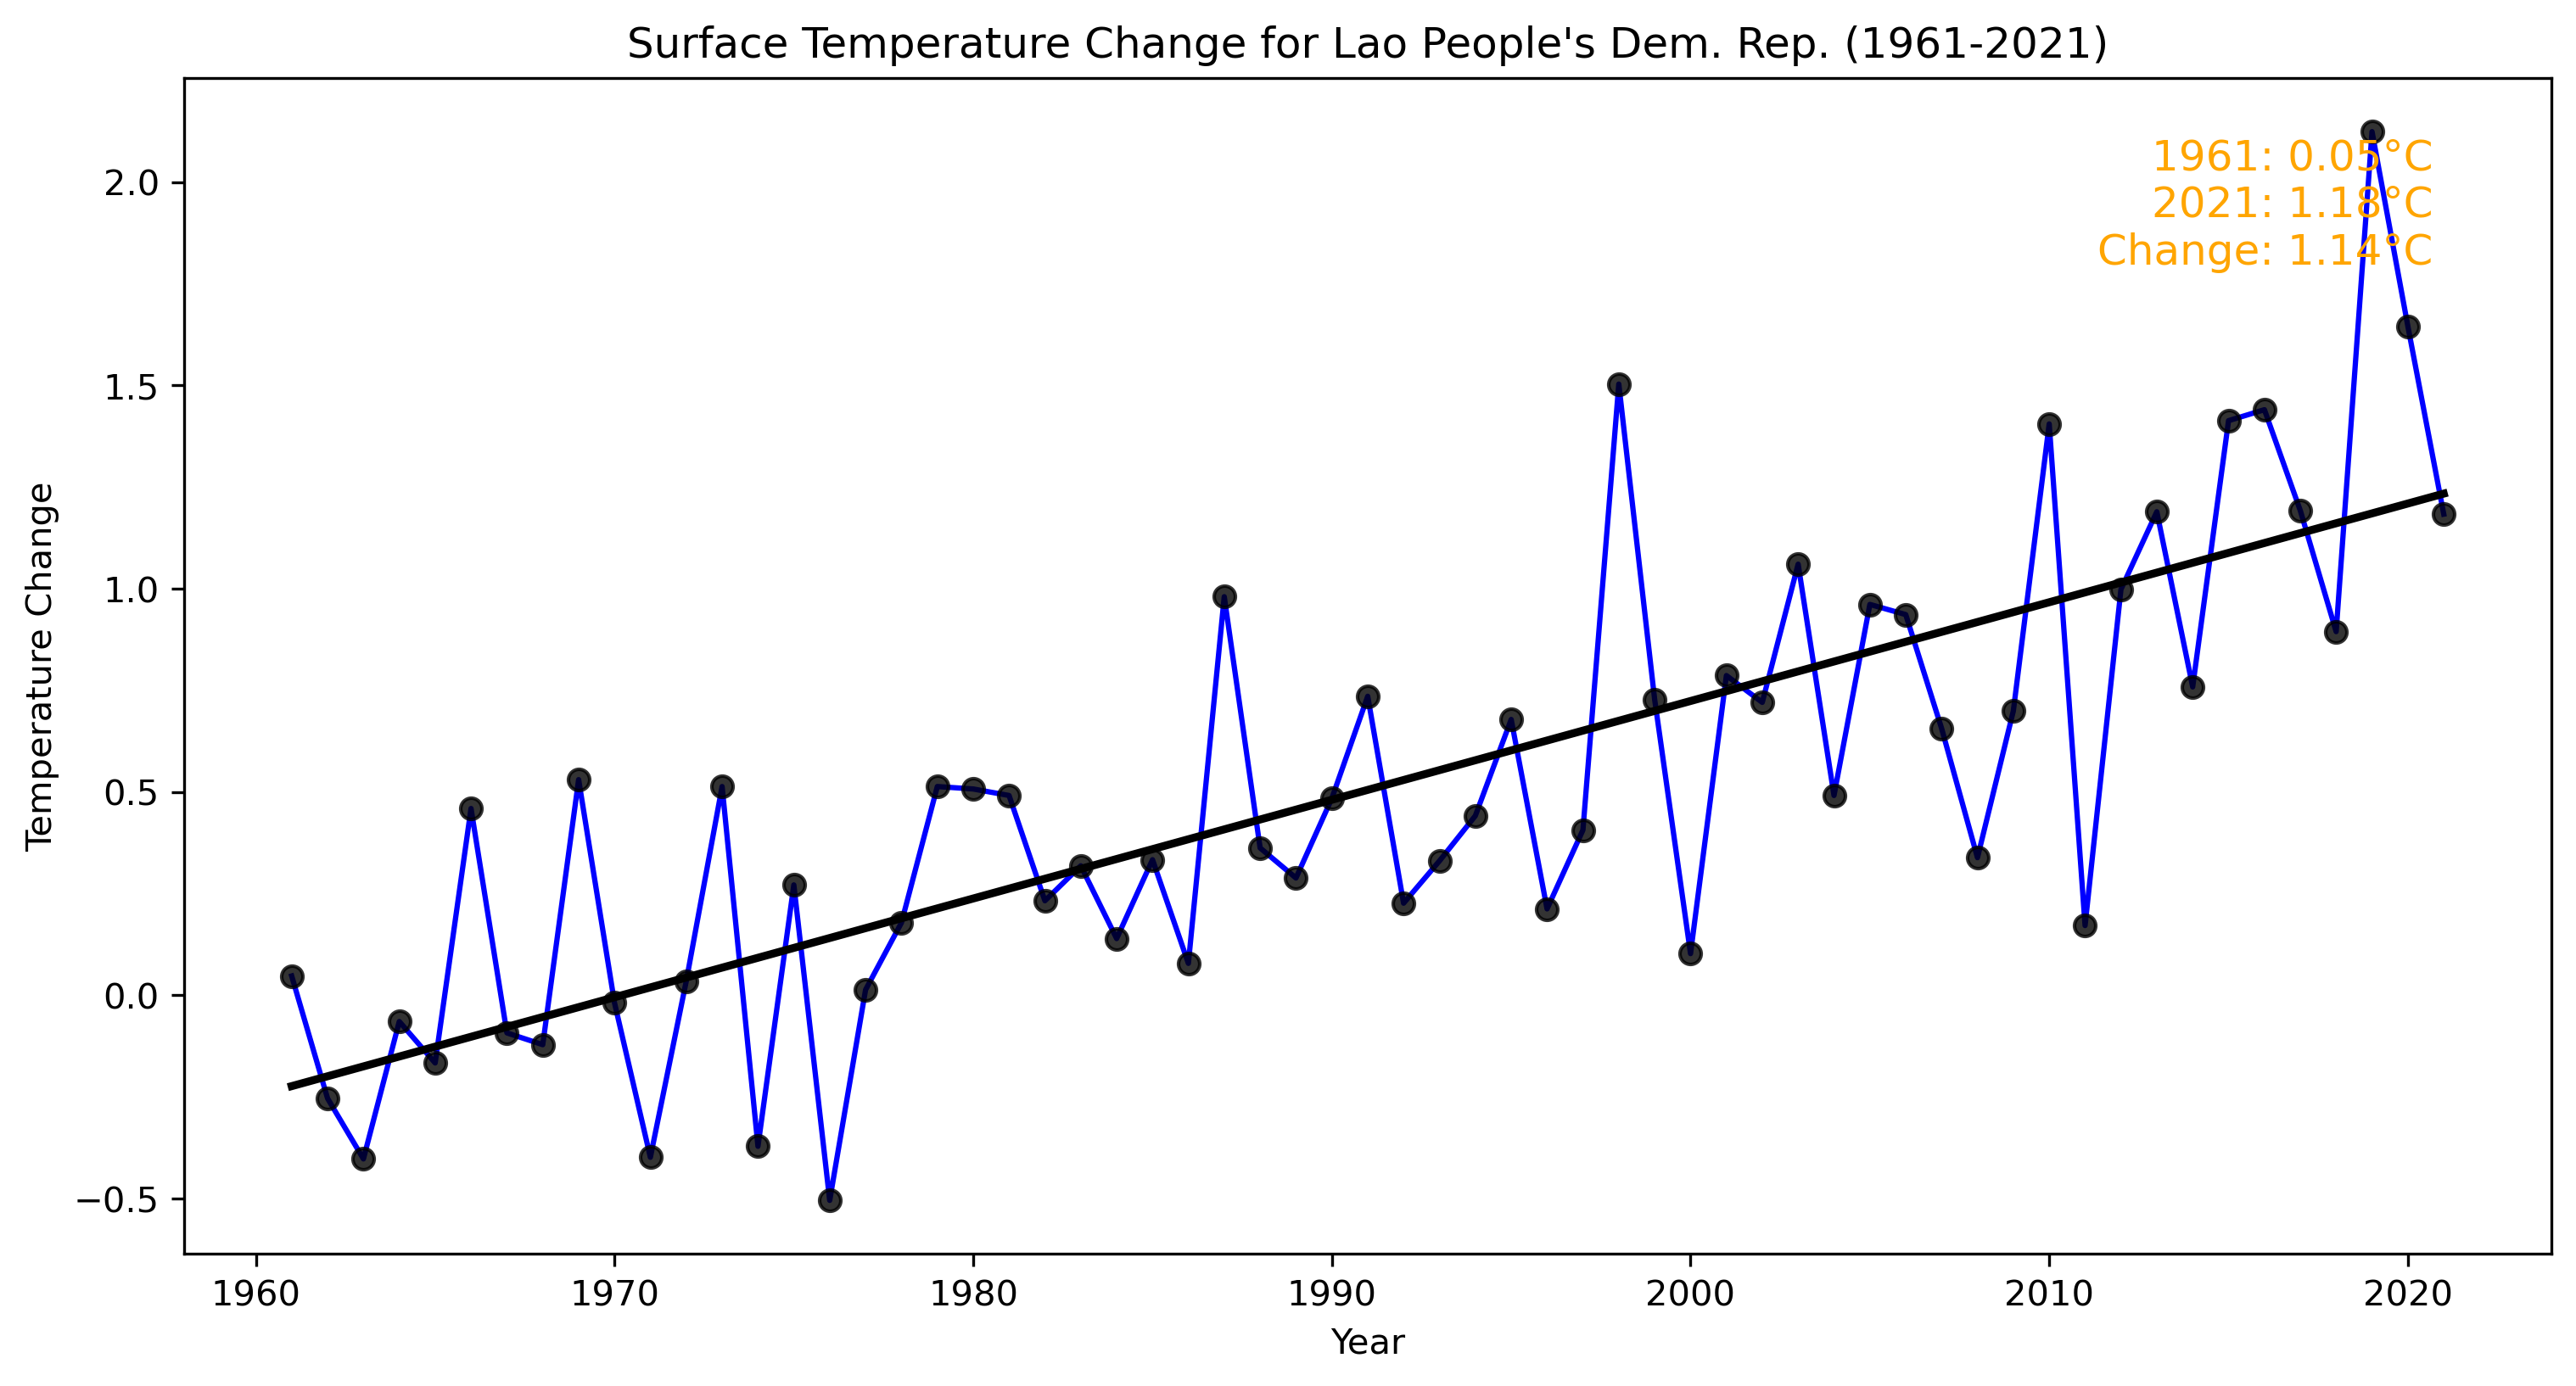 Surface Temperature Change for Lao People's Dem. Rep. (1961-2021)
1961: 0.05°C
2021: 1.18°C
Change: 1.14°C
Temperature Change
2.0
1.5
1.0
0.5
0.0
−0.5
1960 1970 1980 1990 2000 2010 2020
Year